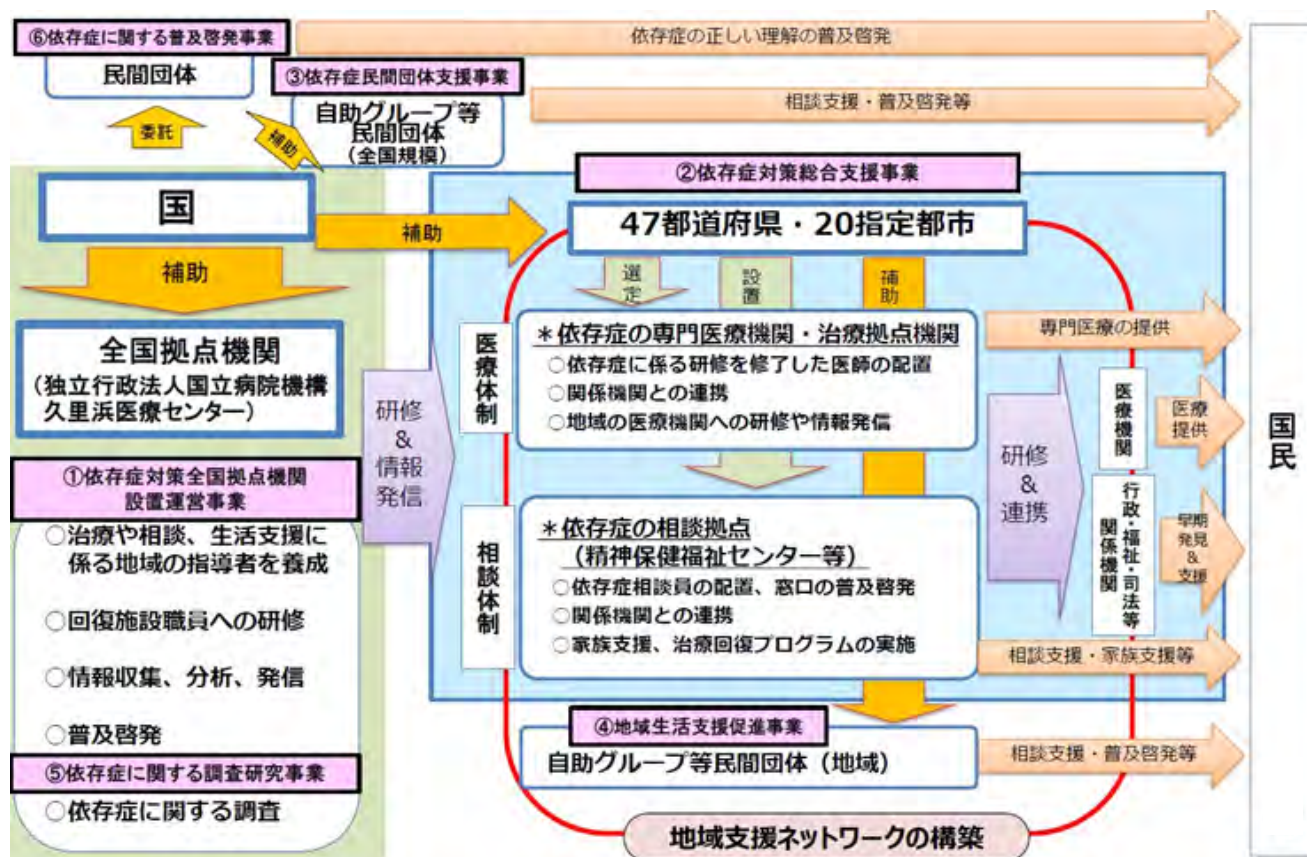 ⑥依存症に関する普及啓発事業
民間団体
依存症の正しい理解の普及啓発
③依存症民間団体支援事業
自助グループ等
民間団体
（全国規模）
相談支援・普及啓発等
委託
補助
国
補助
補助
全国拠点機関
（独立行政法人国立病院機構
久里浜医療センター）
①依存症対策全国拠点機関
設置運営事業
○治療や相談、生活支援に
係る地域の指導者を養成
○回復施設職員への研修
○情報収集、分析、発信
○普及啓発
⑤依存症に関する調査研究事業
○依存症に関する調査
研修
&
情報
発信
②依存症対策総合支援事業
47都道府県・20指定都市
選定
設置
補助
医療体制
＊依存症の専門医療機関・治療拠点機関
○依存症に係る研修を修了した医師の配置
○関係機関との連携
○地域の医療機関への研修や情報発信
相談体制
＊依存症の相談拠点
（精神保健福祉センター等）
○依存症相談員の配置、窓口の普及啓発
○関係機関との連携
○家族支援、治療回復プログラムの実施
研修
&
連携
専門医療の提供
医療機関
医療
提供
行政・福祉・司法等
関係機関
早期
発見
&
支援
相談支援・家族支援等
④地域生活支援促進事業
自助グループ等民間団体（地域）
相談支援・普及啓発等
地域支援ネットワークの構築
国民